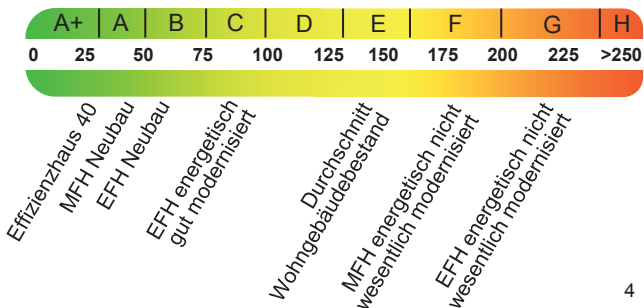 A+ A B C D E F G H
0 25 50 75 100 125 150 175 200 225 >250
Effizienzhaus 40
MFH Neubau
EFH Neubau
EFH energetisch
gut modernisiert
Durchschnitt
Wohngebäudebestand
MFH energetisch nicht
wesentlich modernisiert
EFH energetisch nicht
wesentlich modernisiert
4